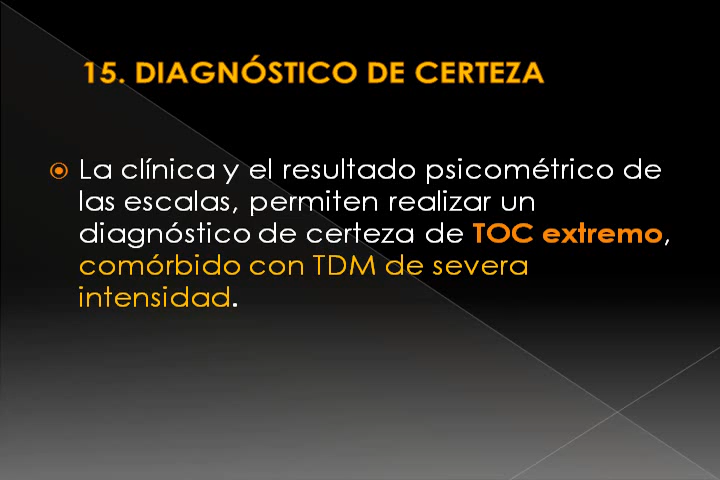 15. DIAGNÓSTICO DE CERTEZA
La clínica y el resultado psicométrico de
las escalas, permiten realizar un
diagnóstico de certeza de TOC extremo,
comórbido con TDM de severa
intensidad.